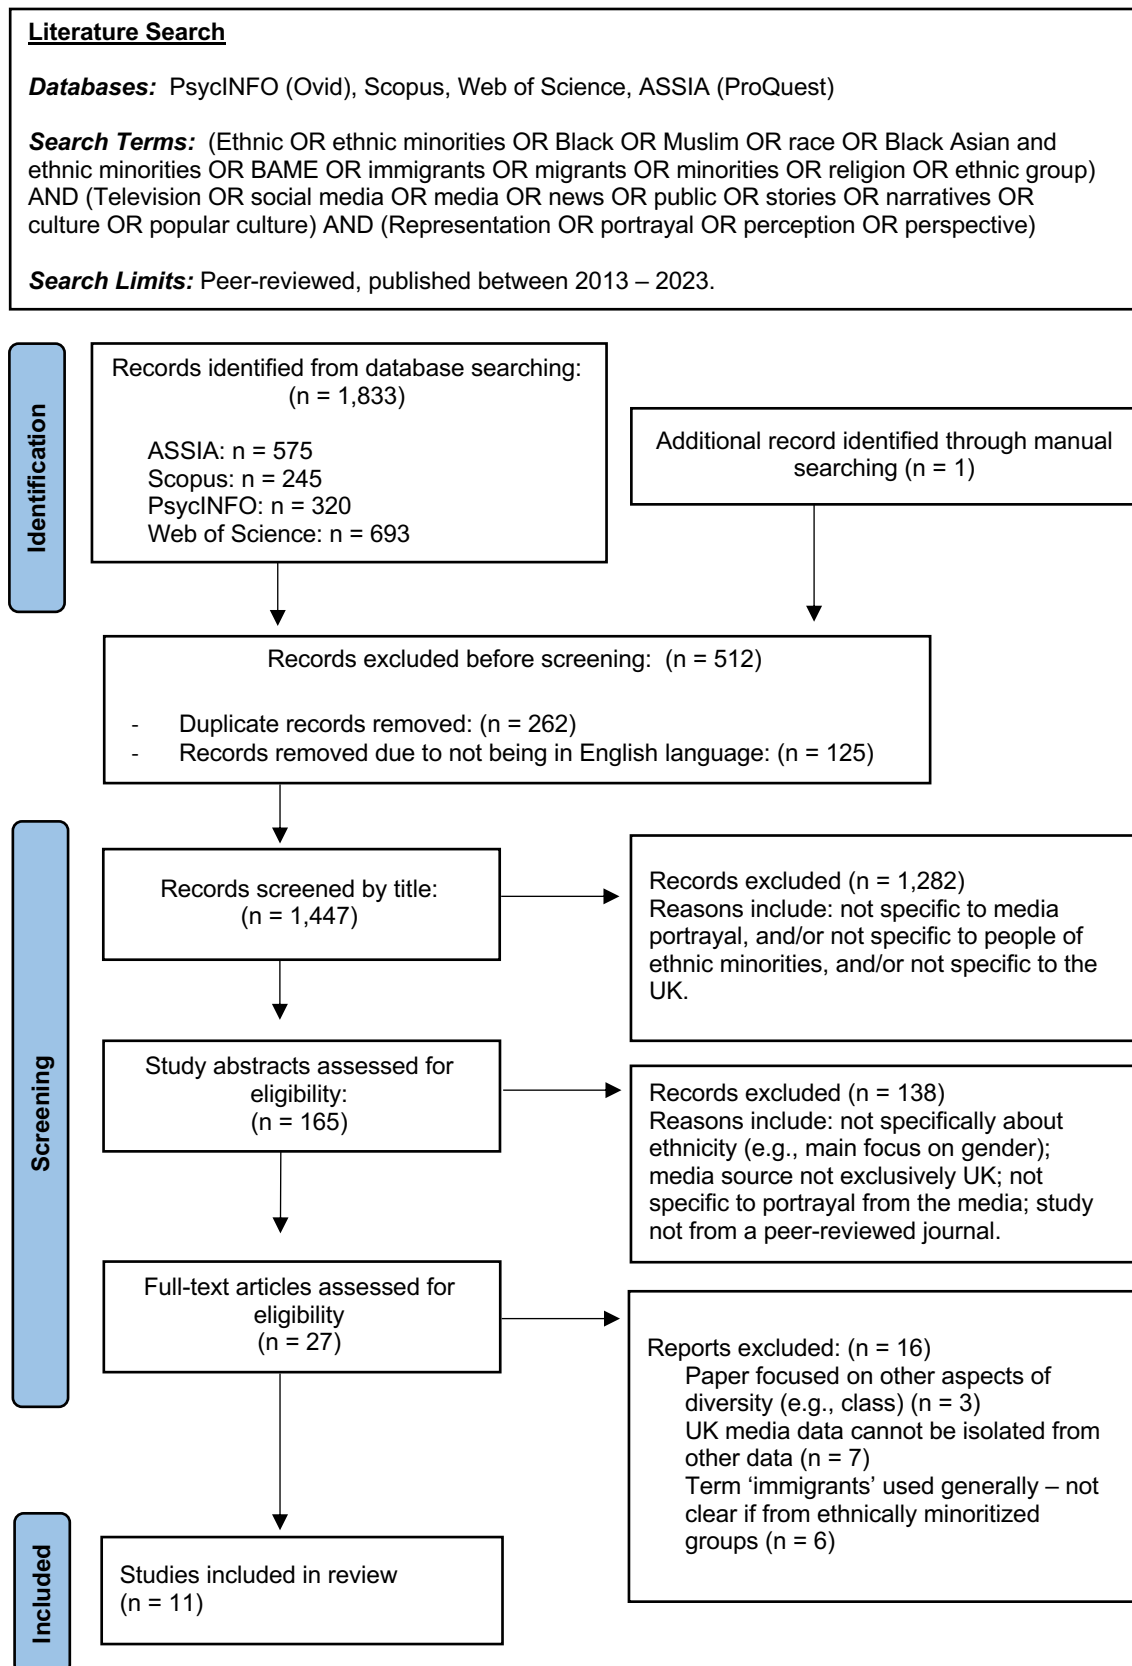 Literature Search
Databases: PsycINFO (Ovid), Scopus, Web of Science, ASSIA (ProQuest)
Search Terms: (Ethnic OR ethnic minorities OR Black OR Muslim OR race OR Black Asian and
ethnic minorities OR BAME OR immigrants OR migrants OR minorities OR religion OR ethnic group)
AND (Television OR social media OR media OR news OR public OR stories OR narratives OR
culture OR popular culture) AND (Representation OR portrayal OR perception OR perspective)
Search Limits: Peer-reviewed, published between 2013 – 2023.
Identification
Records identified from database searching:
(n = 1,833)
ASSIA: n = 575
Scopus: n = 245
PsycINFO: n = 320
Web of Science: n = 693
Additional record identified through manual
searching (n = 1)
Records excluded before screening: (n = 512)
- Duplicate records removed: (n = 262)
- Records removed due to not being in English language: (n = 125)
Screening
Records screened by title:
(n = 1,447)
Records excluded (n = 1,282)
Reasons include: not specific to media
portrayal, and/or not specific to people of
ethnic minorities, and/or not specific to the
UK.
Study abstracts assessed for
eligibility:
(n = 165)
Records excluded (n = 138)
Reasons include: not specifically about
ethnicity (e.g., main focus on gender);
media source not exclusively UK; not
specific to portrayal from the media; study
not from a peer-reviewed journal.
Full-text articles assessed for
eligibility
(n = 27)
Reports excluded: (n = 16)
Paper focused on other aspects of
diversity (e.g., class) (n = 3)
UK media data cannot be isolated from
other data (n = 7)
Term ‘immigrants’ used generally – not
clear if from ethnically minoritized
groups (n = 6)
Included
Studies included in review
(n = 11)